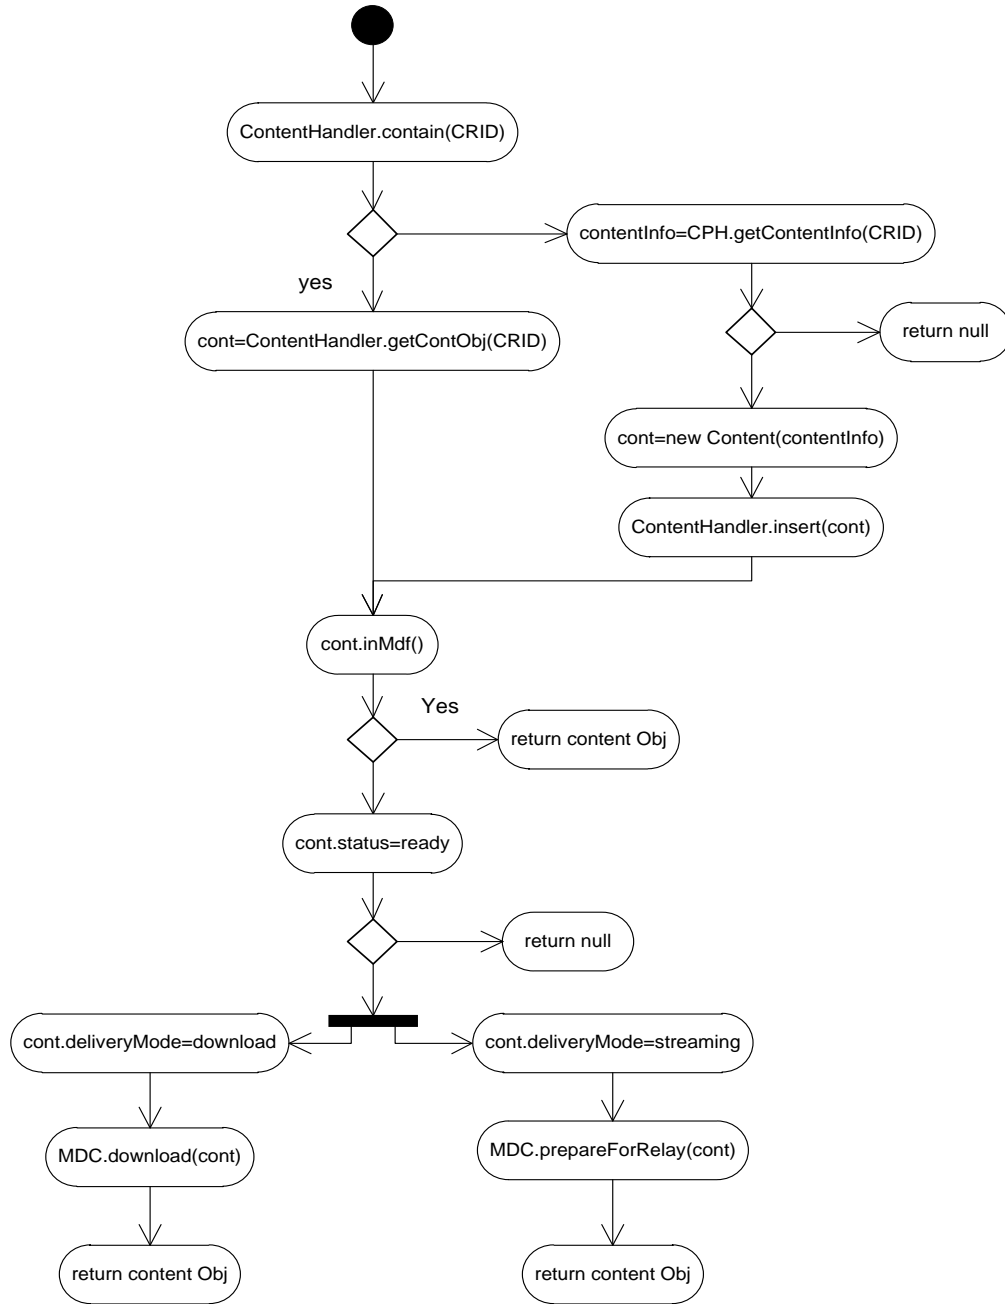 ContentHandler.contain(CRID)
contentInfo=CPH.getContentInfo(CRID)
yes
cont=ContentHandler.getContObj(CRID)
return null
cont=new Content(contentInfo)
ContentHandler.insert(cont)
cont.inMdf()
Yes
return content Obj
cont.status=ready
return null
cont.deliveryMode=download
cont.deliveryMode=streaming
MDC.download(cont)
MDC.prepareForRelay(cont)
return content Obj
return content Obj